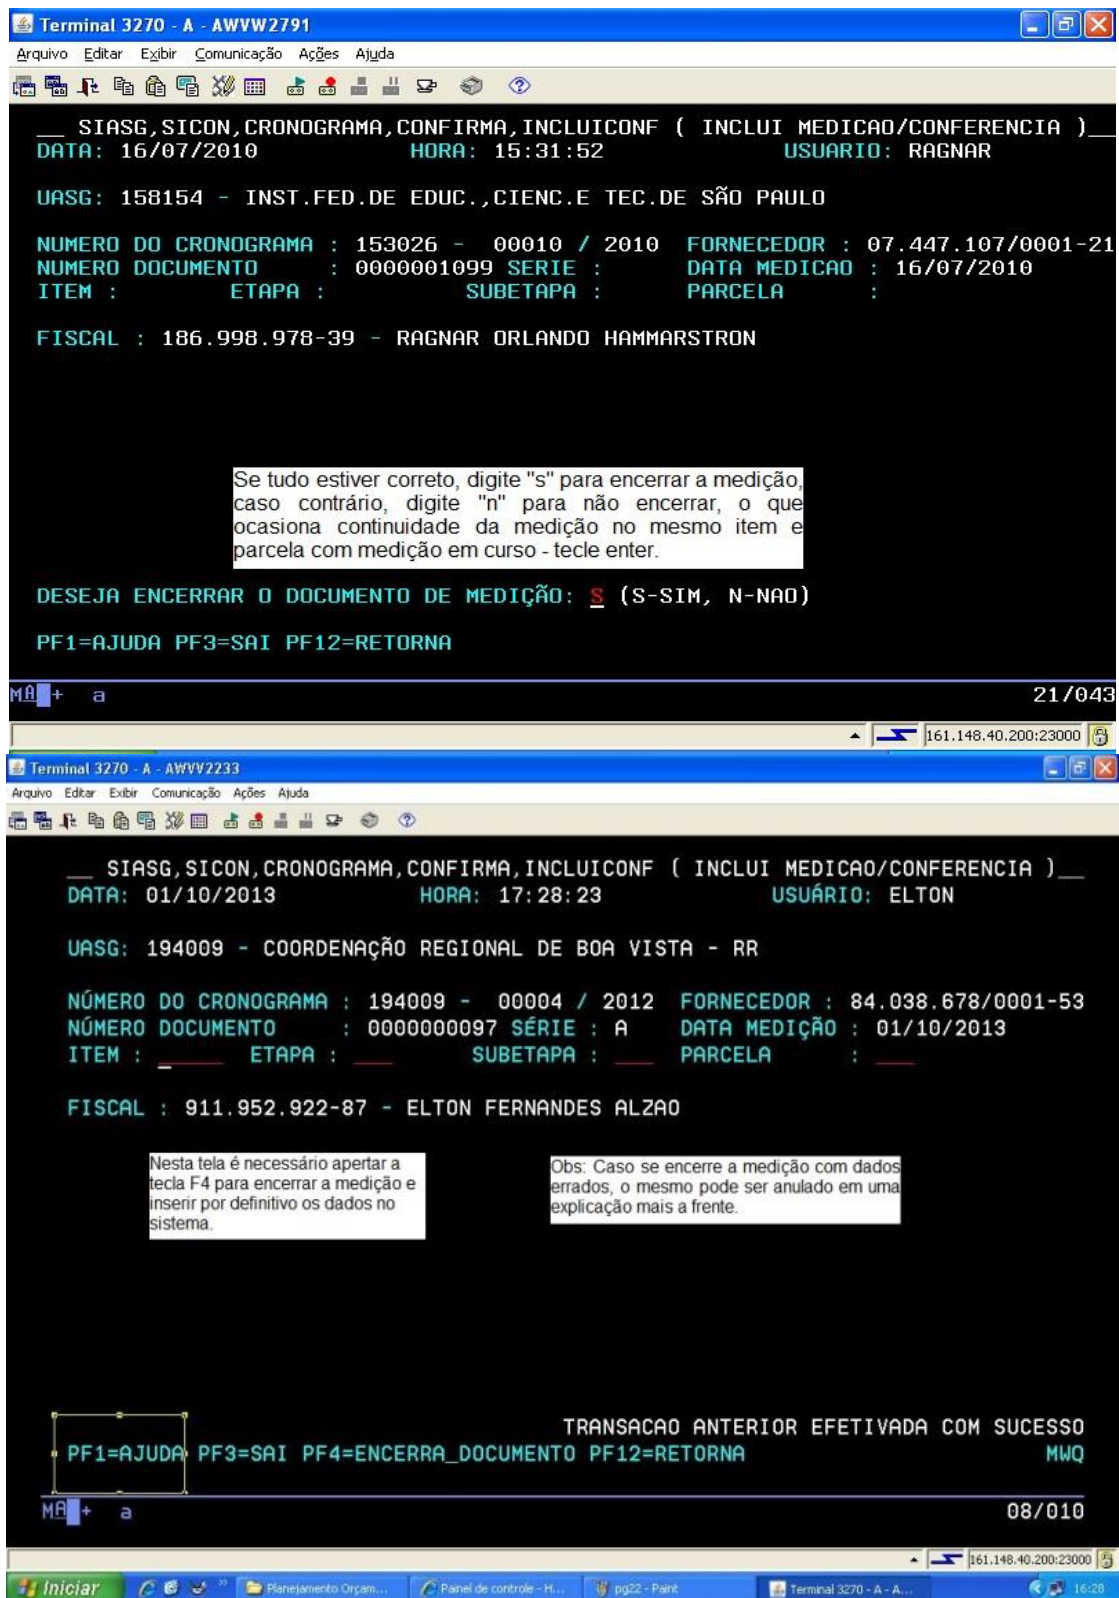 Terminal 3270 - A - AWVW2791
Arquivo Editar Exibir Comunicação Ações Ajuda
__ SIASG,SICON,CRONOGRAMA,CONFIRMA,INCLUICONF ( INCLUI MEDICAO/CONFERENCIA )__
DATA: 16/07/2010 HORA: 15:31:52 USUARIO: RAGNAR
UASG: 158154 - INST.FED.DE EDUC.,CIENC.E TEC.DE SÃO PAULO
NUMERO DO CRONOGRAMA : 153026 - 00010 / 2010 FORNECEDOR : 07.447.107/0001-21
NUMERO DOCUMENTO : 0000001099 SERIE : DATA MEDICAO : 16/07/2010
ITEM : ETAPA : SUBETAPA : PARCELA :
FISCAL : 186.998.978-39 - RAGNAR ORLANDO HAMMARSTRON
Se tudo estiver correto, digite "s" para encerrar a medição,
caso contrário, digite "n" para não encerrar, o que
ocasiona continuidade da medição no mesmo item e
parcela com medição em curso - tecle enter.
DESEJA ENCERRAR O DOCUMENTO DE MEDIÇÃO: S (S-SIM, N-NAO)
PF1=AJUDA PF3=SAI PF12=RETORNA
MA + a 21/043
161.148.40.200:23000
Terminal 3270 - A - AWVV2233
Arquivo Editar Exibir Comunicação Ações Ajuda
__ SIASG,SICON,CRONOGRAMA,CONFIRMA,INCLUICONF ( INCLUI MEDICAO/CONFERENCIA )__
DATA: 01/10/2013 HORA: 17:28:23 USUÁRIO: ELTON
UASG: 194009 - COORDENAÇÃO REGIONAL DE BOA VISTA - RR
NÚMERO DO CRONOGRAMA : 194009 - 00004 / 2012 FORNECEDOR : 84.038.678/0001-53
NÚMERO DOCUMENTO : 0000000097 SÉRIE : A DATA MEDIÇÃO : 01/10/2013
ITEM : _____ ETAPA : ___ SUBETAPA : ___ PARCELA : ___
FISCAL : 911.952.922-87 - ELTON FERNANDES ALZAO
Nesta tela é necessário apertar a
tecla F4 para encerrar a medição e
inserir por definitivo os dados no
sistema.
Obs: Caso se encerre a medição com dados
errados, o mesmo pode ser anulado em uma
explicação mais a frente.
TRANSACAO ANTERIOR EFETIVADA COM SUCESSO
PF1=AJUDA PF3=SAI PF4=ENCERRA_DOCUMENTO PF12=RETORNA MWQ
MA + a 08/010
161.148.40.200:23000
Iniciar Planejamento Orçam... Painel de controle - H... pg22 - Paint Terminal 3270 - A - A... 16:28